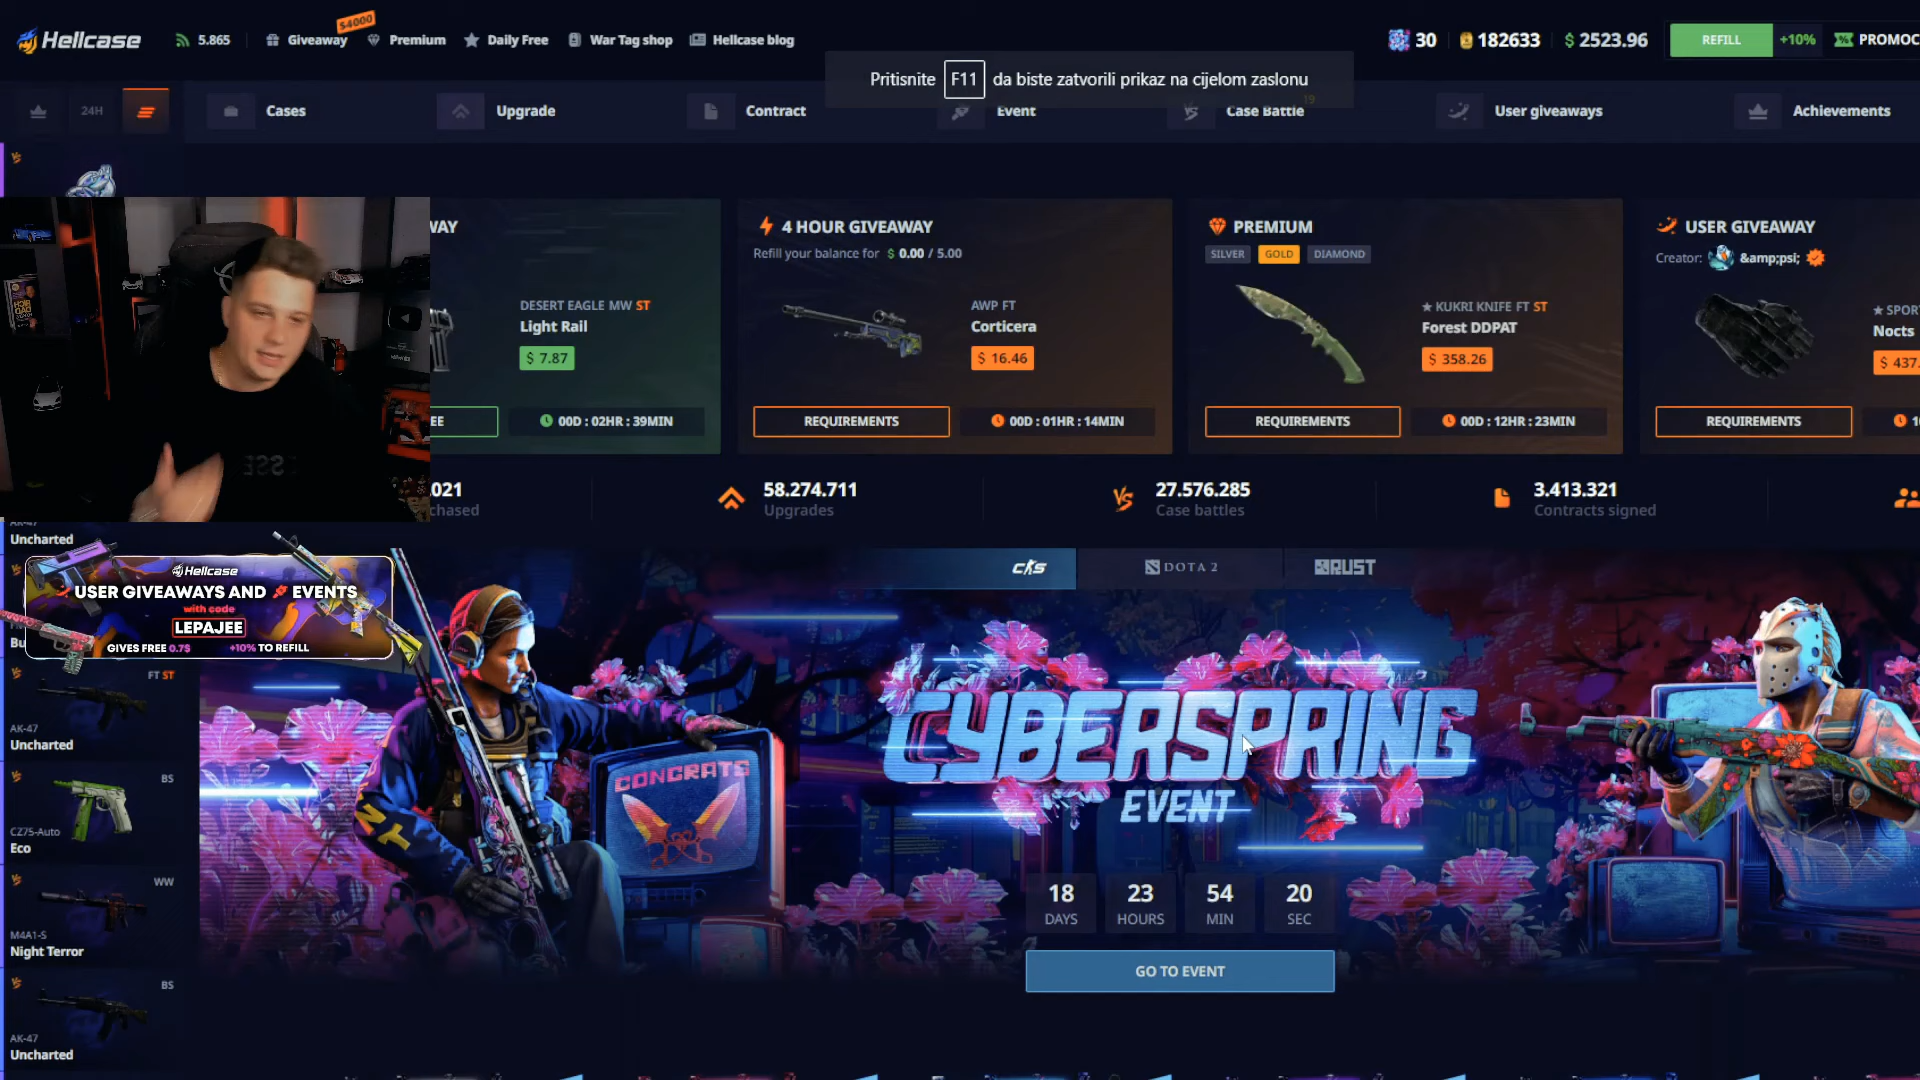 Hellcase
5.865
Giveaway
$4000
Premium
Daily Free
War Tag shop
Hellcase blog
30
182633
$ 2523.96
REFILL
+10%
PROMOC
Pritisnite F11 da biste zatvorili prikaz na cijelom zaslonu
24H
Cases
Upgrade
Contract
Event
Case Battle
19
User giveaways
Achievements
WAY
DESERT EAGLE MW ST
Light Rail
$ 7.87
EE
00D : 02HR : 39MIN
4 HOUR GIVEAWAY
Refill your balance for $ 0.00 / 5.00
AWP FT
Corticera
$ 16.46
REQUIREMENTS
00D : 01HR : 14MIN
PREMIUM
SILVER
GOLD
DIAMOND
★ KUKRI KNIFE FT ST
Forest DDPAT
$ 358.26
REQUIREMENTS
00D : 12HR : 23MIN
USER GIVEAWAY
Creator: &amp;psi;
★ SPOR
Nocts
$ 437.
REQUIREMENTS
.021
chased
58.274.711
Upgrades
27.576.285
Case battles
3.413.321
Contracts signed
AK-47
Uncharted
Hellcase
USER GIVEAWAYS AND EVENTS
with code
LEPAJEE
GIVES FREE 0.7$
+10% TO REFILL
Bu
FT ST
AK-47
Uncharted
BS
CZ75-Auto
Eco
WW
M4A1-S
Night Terror
BS
AK-47
Uncharted
CS
DOTA 2
RUST
CONGRATS
CYBERSPRING
EVENT
18
DAYS
23
HOURS
54
MIN
20
SEC
GO TO EVENT